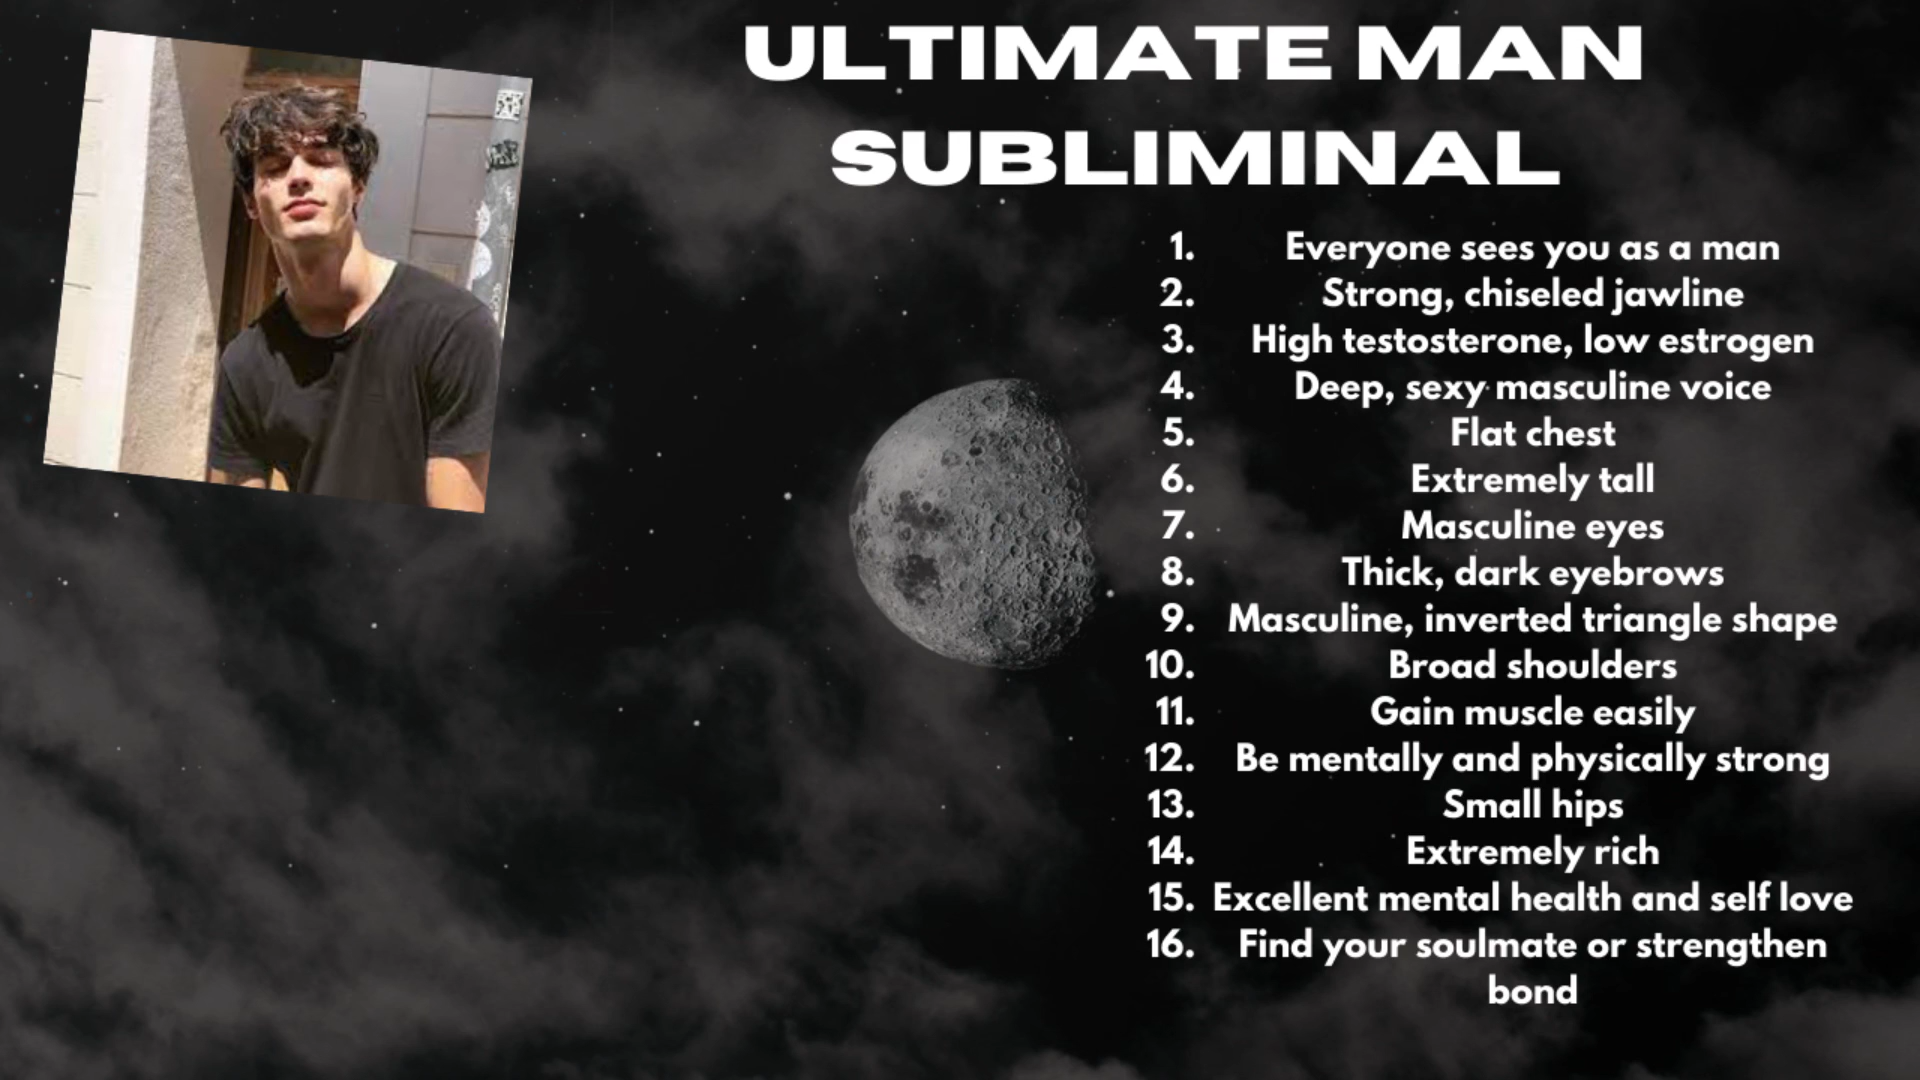 ULTIMATE MAN
SUBLIMINAL
1. Everyone sees you as a man
2. Strong, chiseled jawline
3. High testosterone, low estrogen
4. Deep, sexy masculine voice
5. Flat chest
6. Extremely tall
7. Masculine eyes
8. Thick, dark eyebrows
9. Masculine, inverted triangle shape
10. Broad shoulders
11. Gain muscle easily
12. Be mentally and physically strong
13. Small hips
14. Extremely rich
15. Excellent mental health and self love
16. Find your soulmate or strengthen
bond